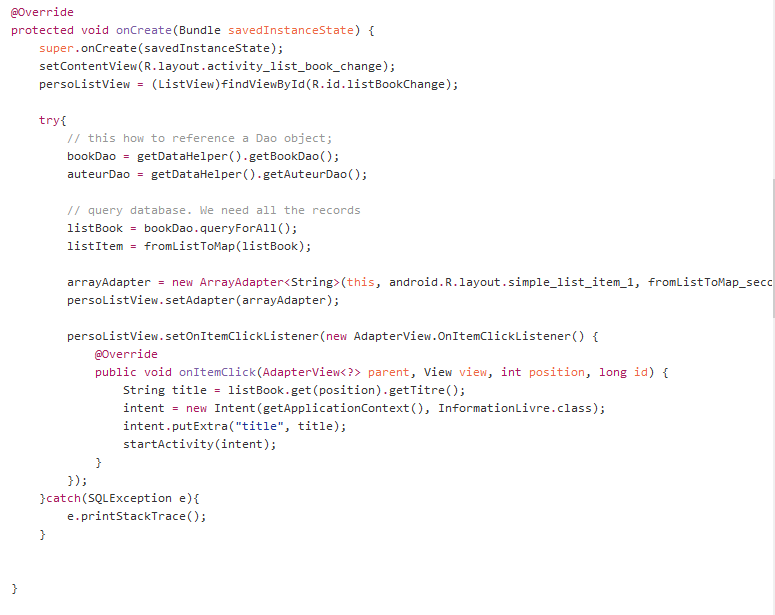 @Override
protected void onCreate(Bundle savedInstanceState) {
    super.onCreate(savedInstanceState);
    setContentView(R.layout.activity_list_book_change);
    persoListView = (ListView)findViewById(R.id.listBookChange);

    try{
        // this how to reference a Dao object;
        bookDao = getDataHelper().getBookDao();
        auteurDao = getDataHelper().getAuteurDao();

        // query database. We need all the records
        listBook = bookDao.queryForAll();
        listItem = fromListToMap(listBook);

        arrayAdapter = new ArrayAdapter<String>(this, android.R.layout.simple_list_item_1, fromListToMap_secc
        persoListView.setAdapter(arrayAdapter);

        persoListView.setOnItemClickListener(new AdapterView.OnItemClickListener() {
            @Override
            public void onItemClick(AdapterView<?> parent, View view, int position, long id) {
                String title = listBook.get(position).getTitre();
                intent = new Intent(getApplicationContext(), InformationLivre.class);
                intent.putExtra("title", title);
                startActivity(intent);
            }
        });
    }catch(SQLException e){
        e.printStackTrace();
    }


}